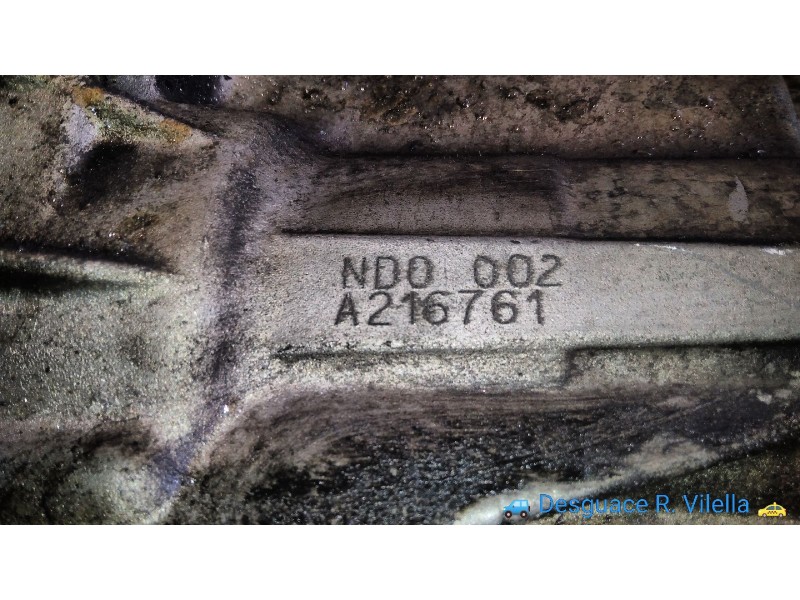 ND0 002
A216761
Desguace R. Vilella